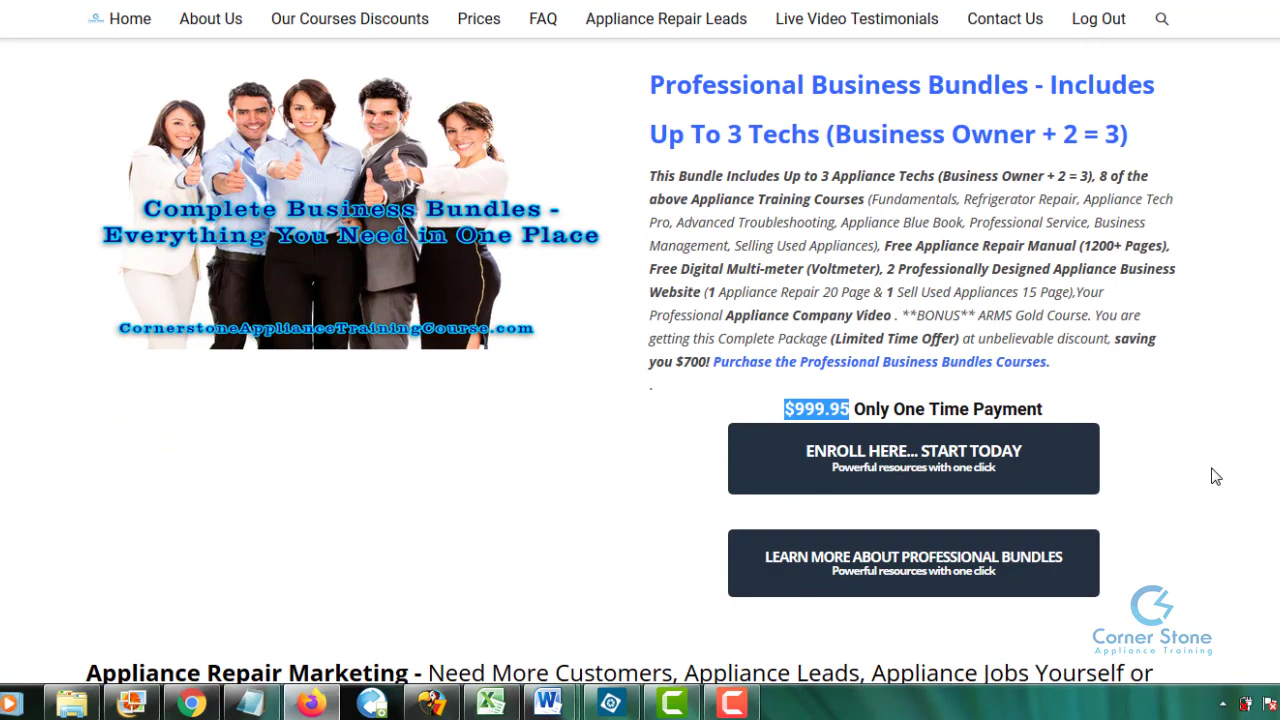 Home About Us Our Courses Discounts Prices FAQ Appliance Repair Leads Live Video Testimonials Contact Us Log Out
Complete Business Bundles -
Everything You Need in One Place
CornerstoneApplianceTrainingCourse.com
Professional Business Bundles - Includes
Up To 3 Techs (Business Owner + 2 = 3)
This Bundle Includes Up to 3 Appliance Techs (Business Owner + 2 = 3), 8 of the
above Appliance Training Courses (Fundamentals, Refrigerator Repair, Appliance Tech
Pro, Advanced Troubleshooting, Appliance Blue Book, Professional Service, Business
Management, Selling Used Appliances), Free Appliance Repair Manual (1200+ Pages),
Free Digital Multi-meter (Voltmeter), 2 Professionally Designed Appliance Business
Website (1 Appliance Repair 20 Page & 1 Sell Used Appliances 15 Page),Your
Professional Appliance Company Video . **BONUS** ARMS Gold Course. You are
getting this Complete Package (Limited Time Offer) at unbelievable discount, saving
you $700! Purchase the Professional Business Bundles Courses.
.
$999.95 Only One Time Payment
ENROLL HERE... START TODAY
Powerful resources with one click
LEARN MORE ABOUT PROFESSIONAL BUNDLES
Powerful resources with one click
Corner Stone
Appliance Training
Appliance Repair Marketing - Need More Customers, Appliance Leads, Appliance Jobs Yourself or